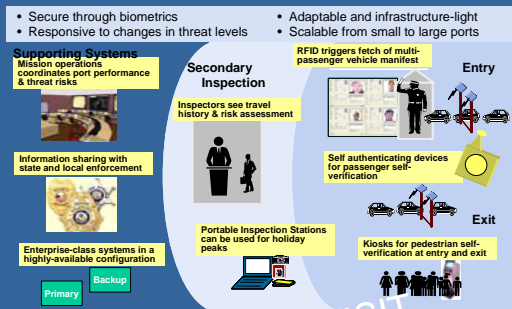 • Secure through biometrics
• Responsive to changes in threat levels
• Adaptable and infrastructure-light
• Scalable from small to large ports
Supporting Systems
Mission operations
coordinates port performance
& threat risks
Information sharing with
state and local enforcement
Enterprise-class systems in a
highly-available configuration
Primary
Backup
Secondary
Inspection
Inspectors see travel
history & risk assessment
Portable Inspection Stations
can be used for holiday
peaks
RFID triggers fetch of multi-
passenger vehicle manifest
Entry
Self authenticating devices
for passenger self-
verification
Exit
Kiosks for pedestrian self-
verification at entry and exit